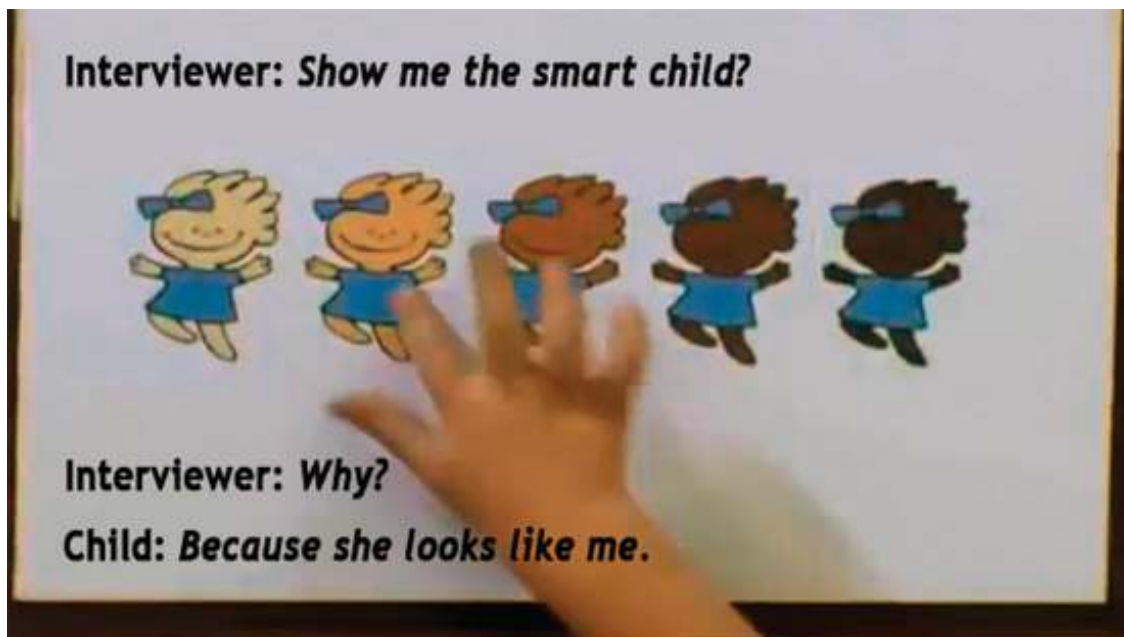 Interviewer: Show me the smart child?
Interviewer: Why?
Child: Because she looks like me.